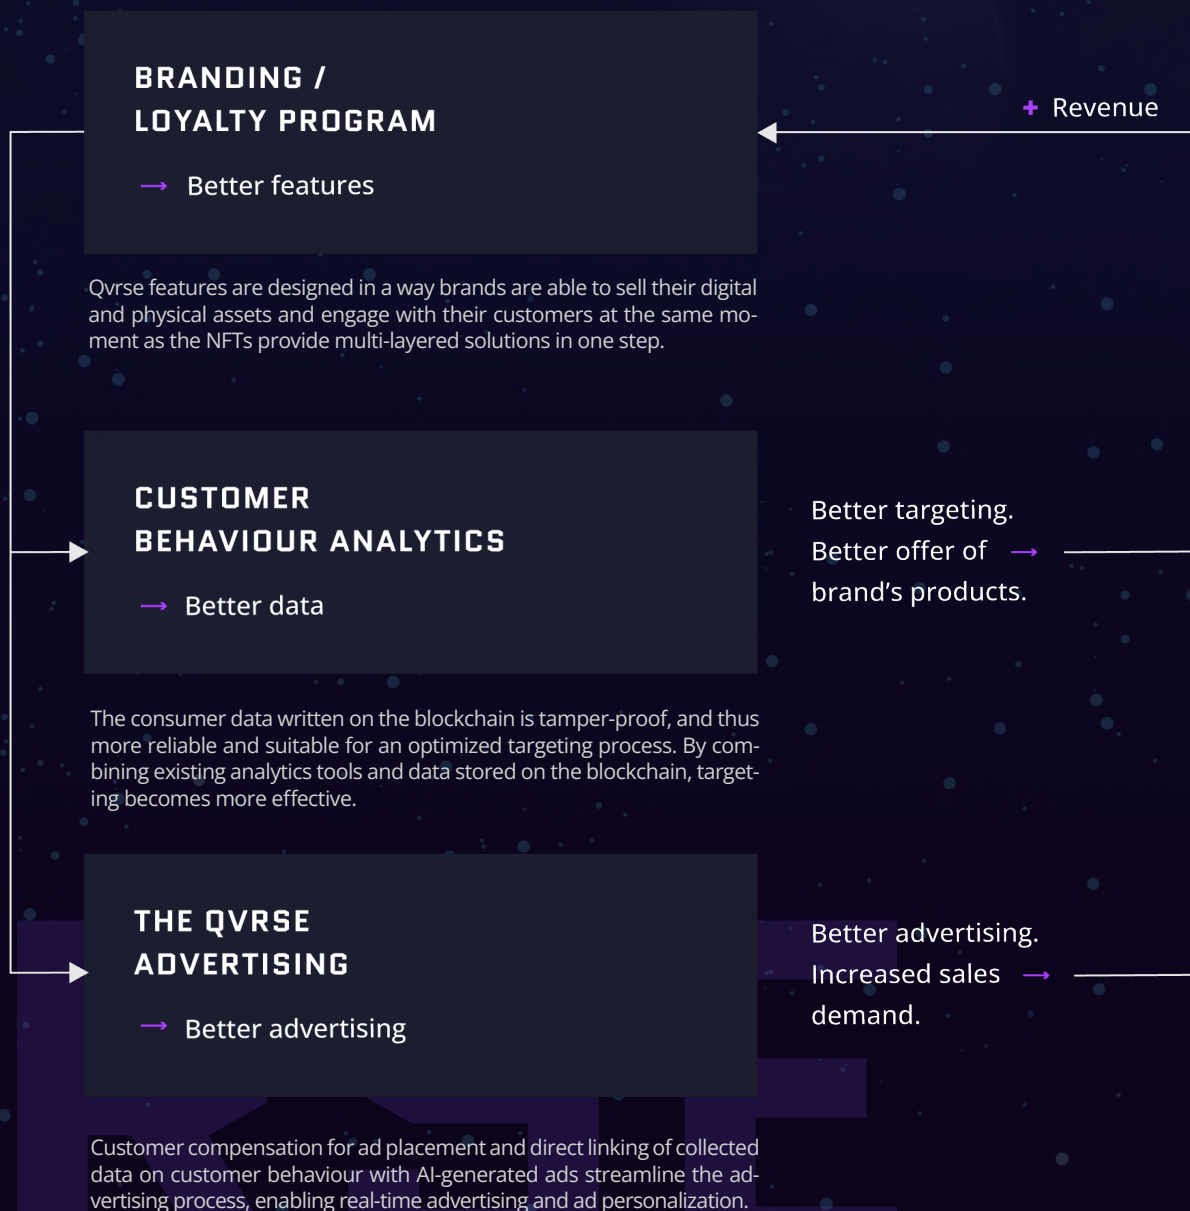 BRANDING /
LOYALTY PROGRAM
→ Better features
+ Revenue
Qvrse features are designed in a way brands are able to sell their digital
and physical assets and engage with their customers at the same mo-
ment as the NFTs provide multi-layered solutions in one step.
CUSTOMER
BEHAVIOUR ANALYTICS
→ Better data
Better targeting.
Better offer of →
brand’s products.
The consumer data written on the blockchain is tamper-proof, and thus
more reliable and suitable for an optimized targeting process. By com-
bining existing analytics tools and data stored on the blockchain, target-
ing becomes more effective.
THE QVRSE
ADVERTISING
→ Better advertising
Better advertising.
Increased sales →
demand.
Customer compensation for ad placement and direct linking of collected
data on customer behaviour with AI-generated ads streamline the ad-
vertising process, enabling real-time advertising and ad personalization.